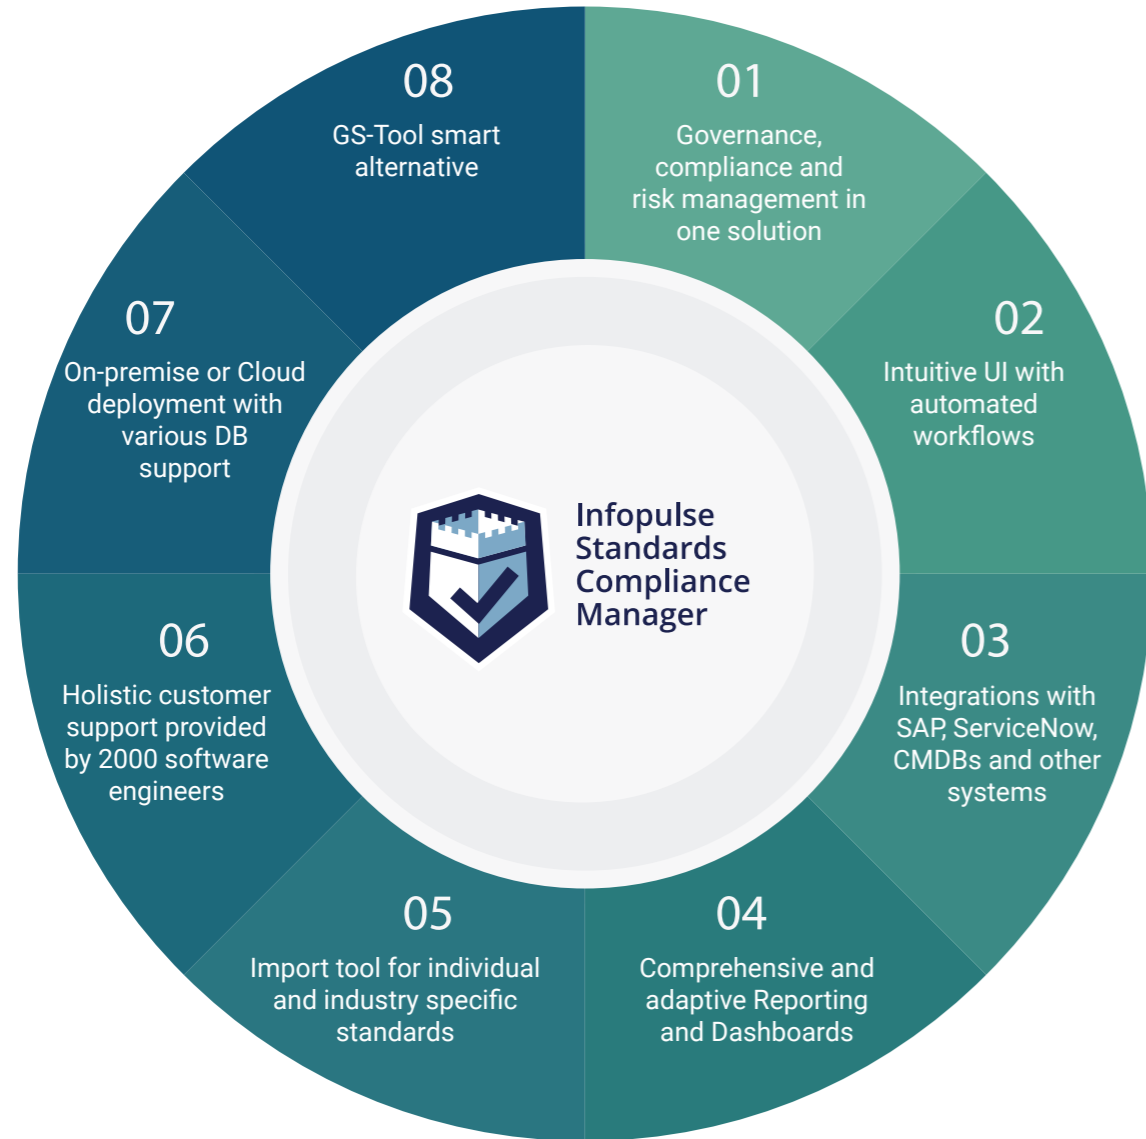 01
Governance,
compliance and
risk management in
one solution
02
Intuitive UI with
automated
workflows
03
Integrations with
SAP, ServiceNow,
CMDBs and other
systems
04
Comprehensive and
adaptive Reporting
and Dashboards
05
Import tool for individual
and industry specific
standards
06
Holistic customer
support provided
by 2000 software
engineers
07
On-premise or Cloud
deployment with
various DB
support
08
GS-Tool smart
alternative
Infopulse
Standards
Compliance
Manager